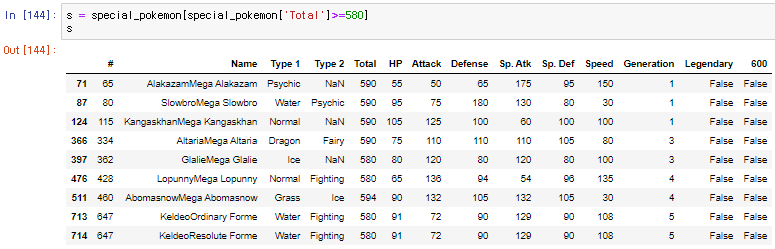 In [144]: s = special_pokemon[special_pokemon['Total']>=580]
s
Out [144]:
# Name Type 1 Type 2 Total HP Attack Defense Sp. Atk Sp. Def Speed Generation Legendary 600
71 65 AlakazamMega Alakazam Psychic NaN 590 55 50 65 175 95 150 1 False False
87 80 SlowbroMega Slowbro Water Psychic 590 95 75 180 130 80 30 1 False False
124 115 KangaskhanMega Kangaskhan Normal NaN 590 105 125 100 60 100 100 1 False False
366 334 AltariaMega Altaria Dragon Fairy 590 75 110 110 110 105 80 3 False False
397 362 GlalieMega Glalie Ice NaN 580 80 120 80 120 80 100 3 False False
476 428 LopunnyMega Lopunny Normal Fighting 580 65 136 94 54 96 135 4 False False
511 460 AbomasnowMega Abomasnow Grass Ice 594 90 132 105 132 105 30 4 False False
713 647 KeldeoOrdinary Forme Water Fighting 580 91 72 90 129 90 108 5 False False
714 647 KeldeoResolute Forme Water Fighting 580 91 72 90 129 90 108 5 False False